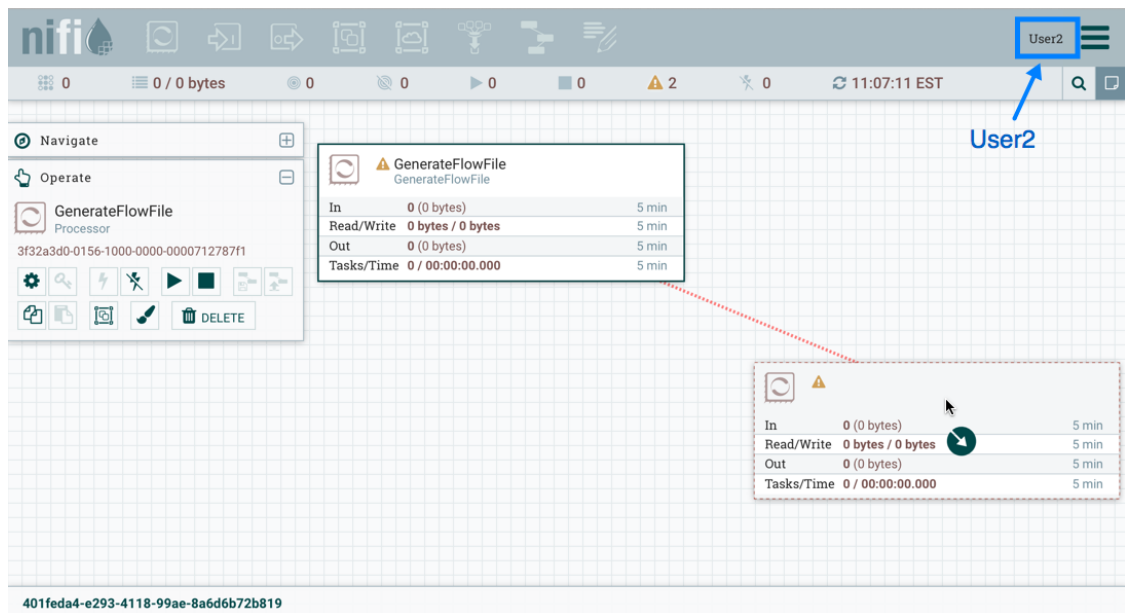 nifi
User2
0
0 / 0 bytes
0
0
0
0
2
0
11:07:11 EST
User2
Navigate
Operate
GenerateFlowFile
Processor
3f32a3d0-0156-1000-0000-0000712787f1
DELETE
GenerateFlowFile
GenerateFlowFile
In 0 (0 bytes) 5 min
Read/Write 0 bytes / 0 bytes 5 min
Out 0 (0 bytes) 5 min
Tasks/Time 0 / 00:00:00.000 5 min
In 0 (0 bytes) 5 min
Read/Write 0 bytes / 0 bytes 5 min
Out 0 (0 bytes) 5 min
Tasks/Time 0 / 00:00:00.000 5 min
401feda4-e293-4118-99ae-8a6d6b72b819